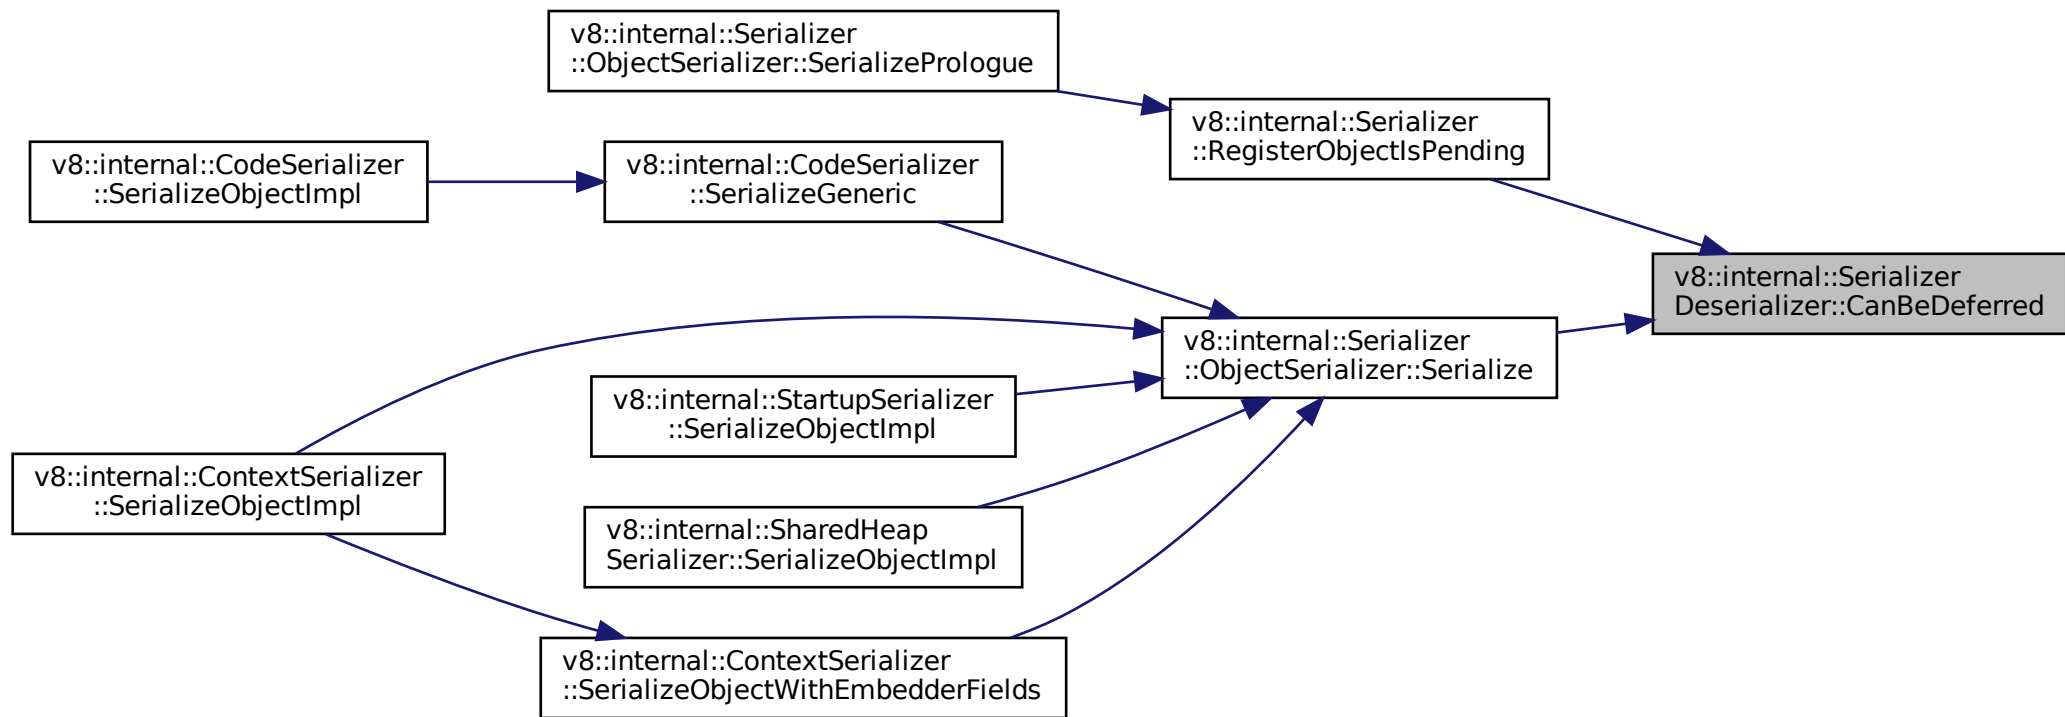 v8::internal::Serializer
::ObjectSerializer::SerializePrologue
v8::internal::Serializer
::RegisterObjectIsPending
v8::internal::CodeSerializer
::SerializeObjectImpl
v8::internal::CodeSerializer
::SerializeGeneric
v8::internal::Serializer
Deserializer::CanBeDeferred
v8::internal::Serializer
::ObjectSerializer::Serialize
v8::internal::StartupSerializer
::SerializeObjectImpl
v8::internal::ContextSerializer
::SerializeObjectImpl
v8::internal::SharedHeap
Serializer::SerializeObjectImpl
v8::internal::ContextSerializer
::SerializeObjectWithEmbedderFields